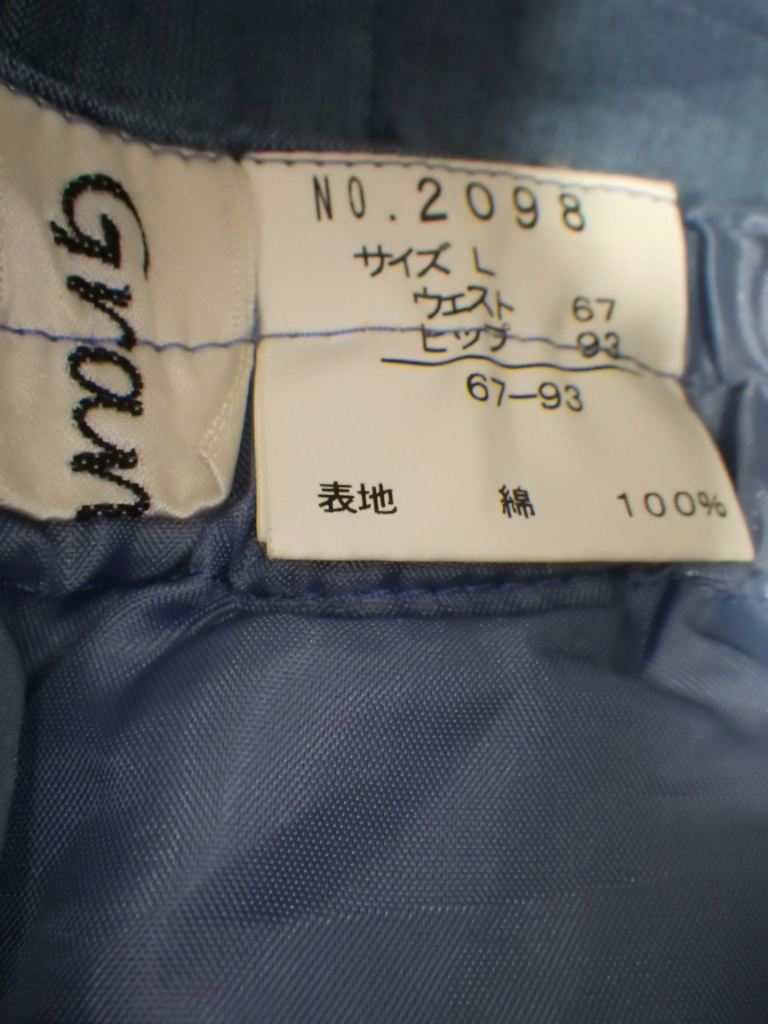 Gran
NO.2098
サイズ L
ウエスト 67
ヒップ 93
67-93
表地 綿 100%